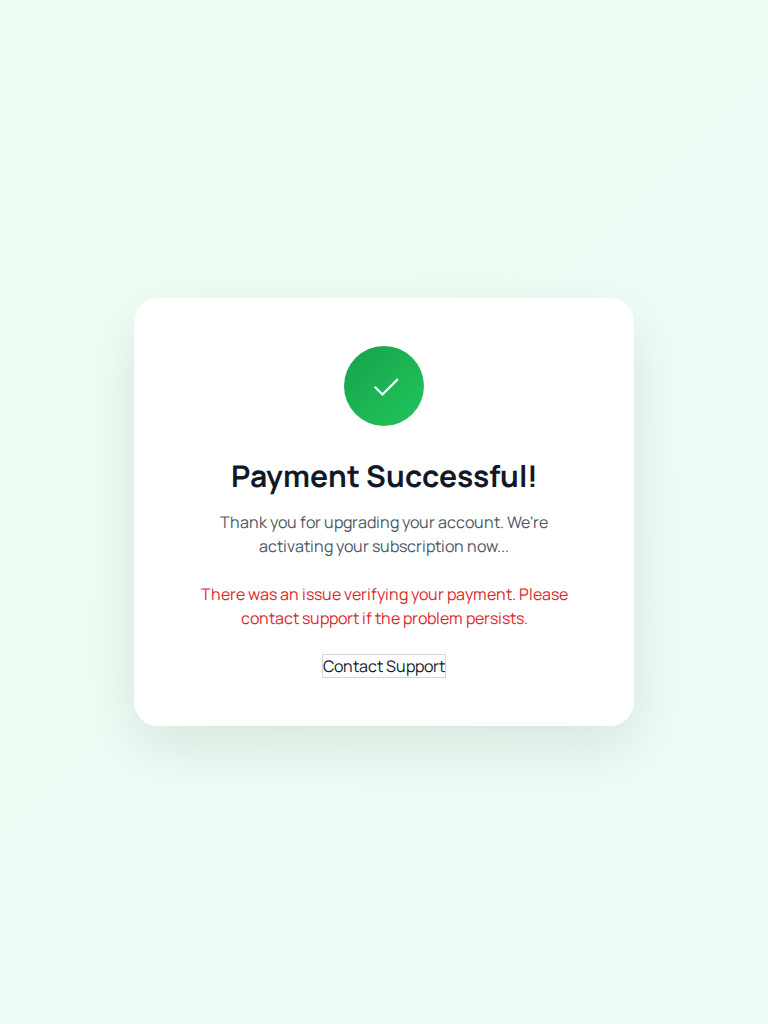 Payment Successful!
Thank you for upgrading your account. We're
activating your subscription now...
There was an issue verifying your payment. Please
contact support if the problem persists.
Contact Support